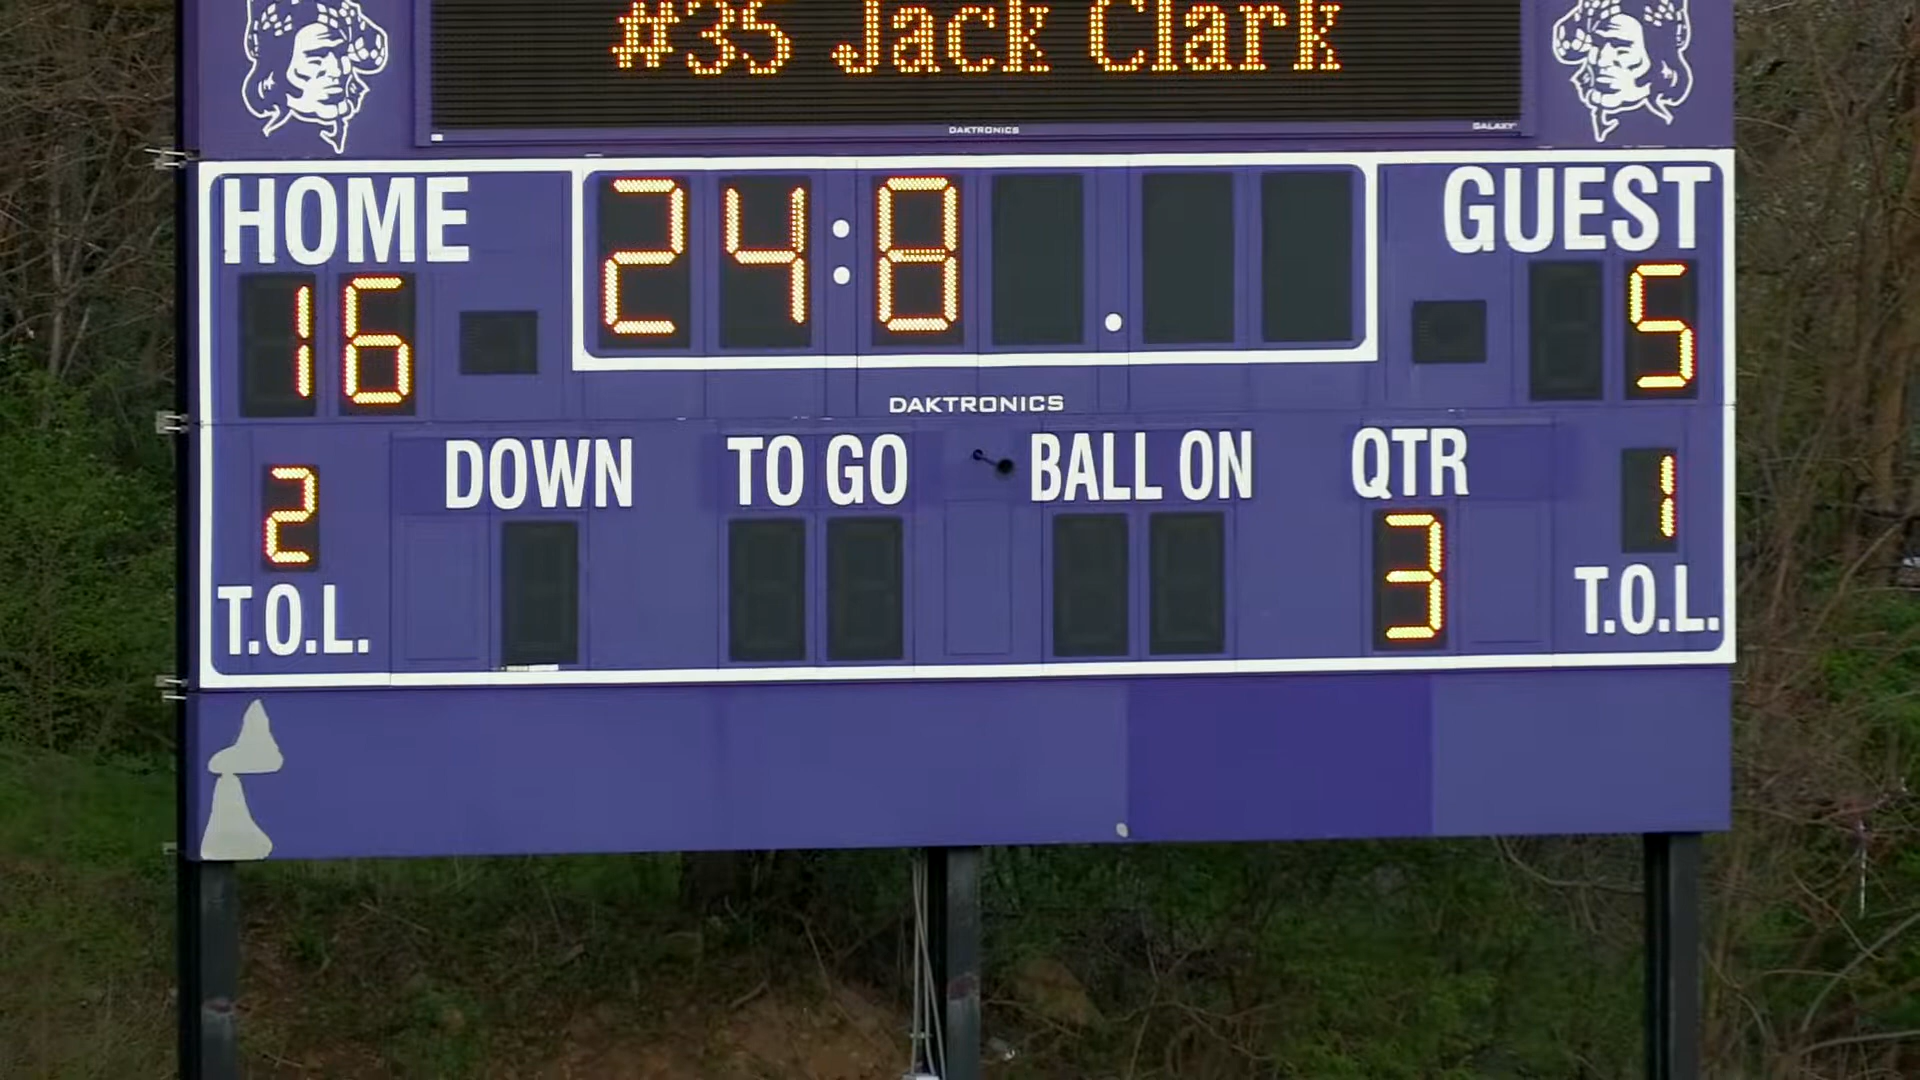 #35 Jack Clark
DAKTRONICS
GALAXY
HOME
24:8 .
GUEST
16
5
DAKTRONICS
DOWN
TO GO
BALL ON
QTR
2
3
1
T.O.L.
T.O.L.